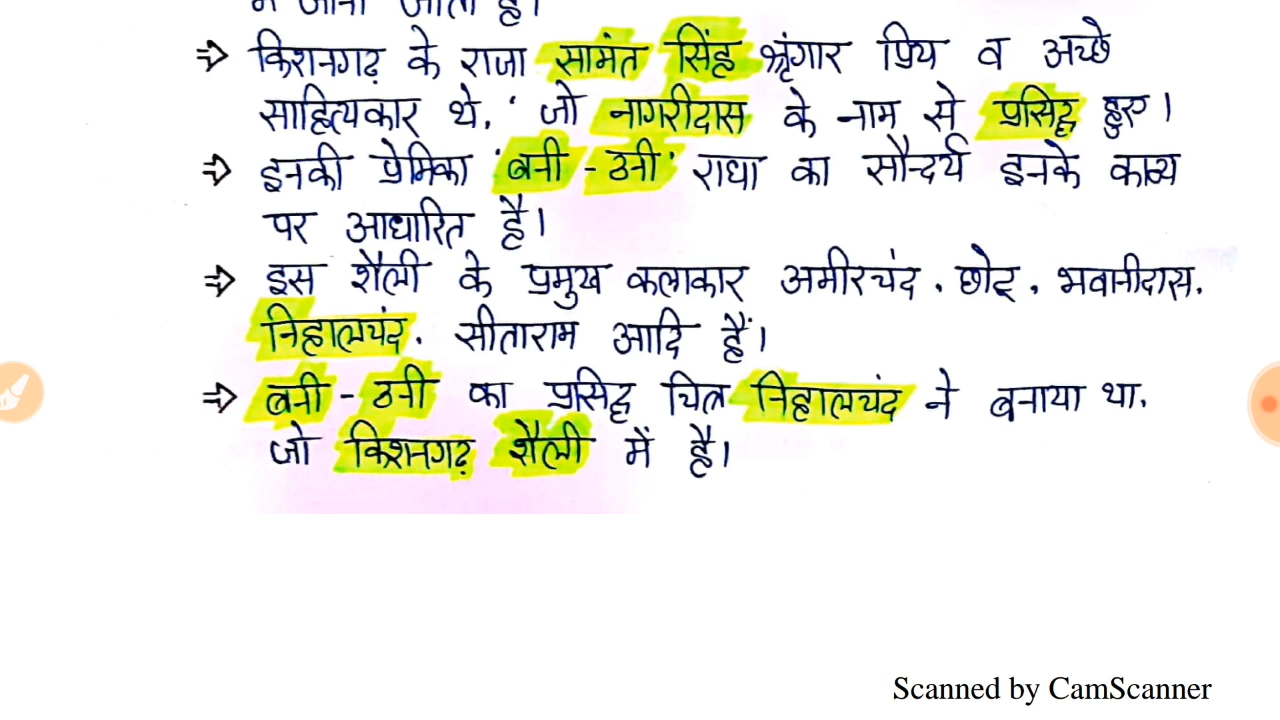 में जाना जाता है।
⇒ किशनगढ़ के राजा सामंत सिंह श्रृंगार प्रिय व अच्छे
साहित्यकार थे, जो नागरीदास के नाम से प्रसिद्ध हुए।
⇒ इनकी प्रेमिका 'बनी - ठनी' राधा का सौन्दर्य इनके काव्य
पर आधारित है।
⇒ इस शैली के प्रमुख कलाकार अमीरचंद, छोटू, भवानीदास,
निहालचंद, सीताराम आदि हैं।
⇒ बनी - ठनी का प्रसिद्ध चित्र निहालचंद ने बनाया था,
जो किशनगढ़ शैली में है।
Scanned by CamScanner